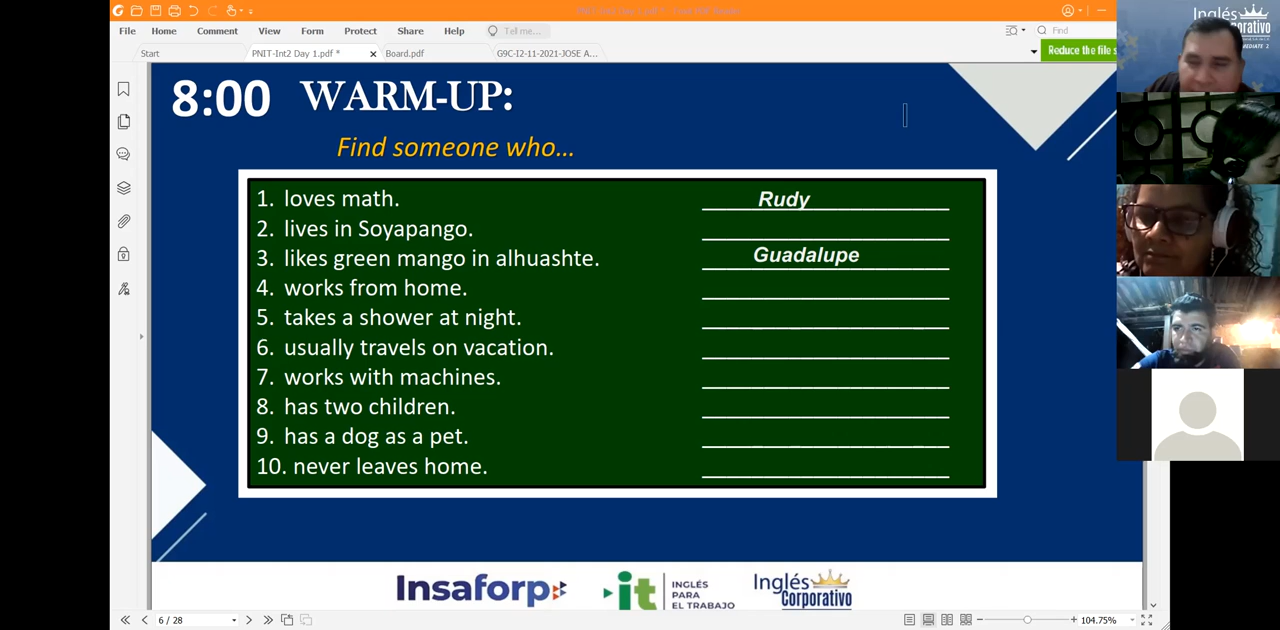 File Home Comment View Form Protect Share Help Tell me... Find
Start PNIT-Int2 Day 1.pdf * Board.pdf G9C-I2-11-2021-JOSE A...
Reduce the file s
Inglés
8:00 WARM-UP:
Find someone who...
1. loves math. Rudy
2. lives in Soyapango.
3. likes green mango in alhuashte. Guadalupe
4. works from home.
5. takes a shower at night.
6. usually travels on vacation.
7. works with machines.
8. has two children.
9. has a dog as a pet.
10. never leaves home.
Insaforp
it INGLÉS
PARA
EL TRABAJO
Inglés
Corporativo
6 / 28 104.75%